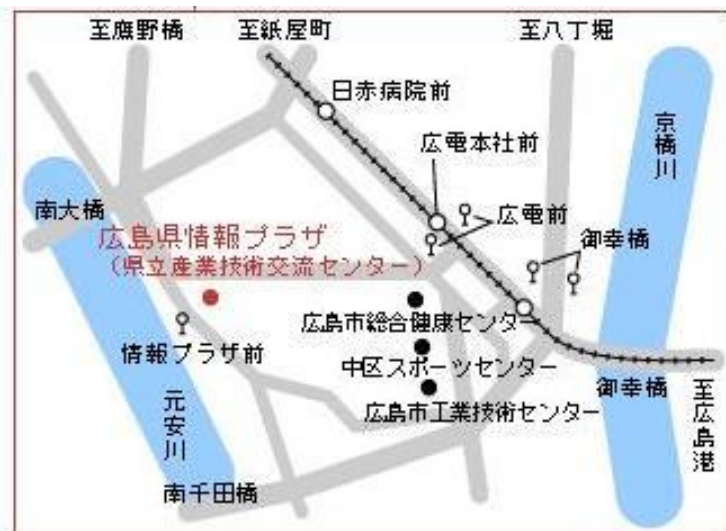 至鷹野橋
至紙屋町
至八丁堀
日赤病院前
京橋川
広電本社前
南大橋
広電前
広島県情報プラザ
（県立産業技術交流センター）
御幸橋
広島市総合健康センター
情報プラザ前
中区スポーツセンター
広島市工業技術センター
御幸橋
至広島港
元安川
南千田橋